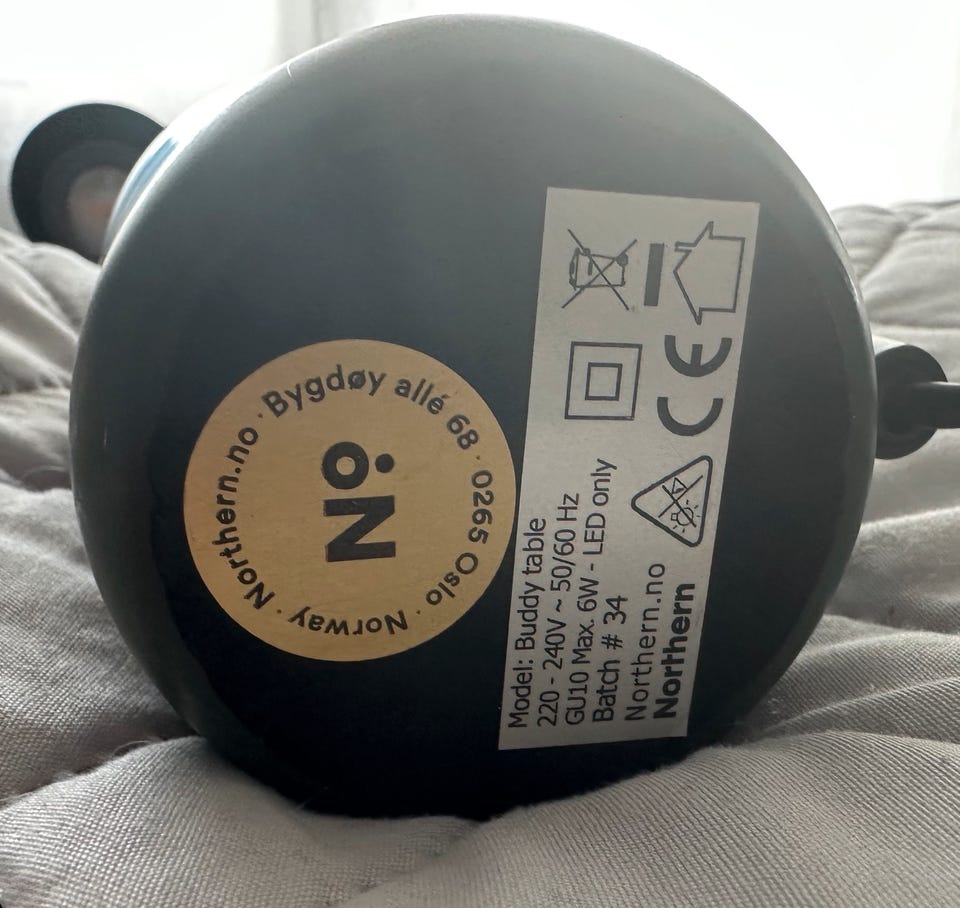 Northern.no · Bygdøy allé 68 · 0265 Oslo · Norway ·
Nº
Model: Buddy table
220 - 240V ~ 50/60 Hz
GU10 Max. 6W - LED only
Batch # 34
Northern.no
Northern
CE